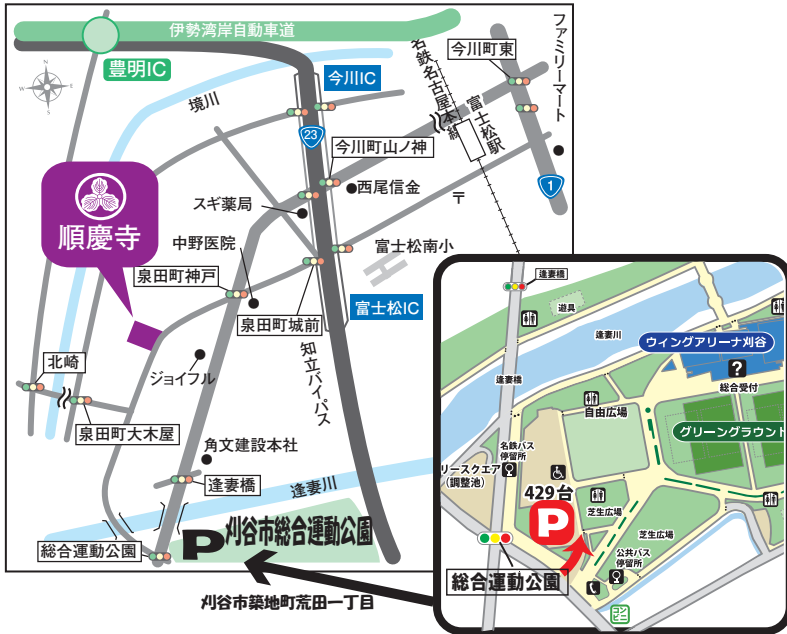 伊勢湾岸自動車道
豊明IC
N
W
E
S
境川
今川IC
23
名鉄名古屋本線
富士松駅
今川町東
ファミリーマート
1
今川町山ノ神
西尾信金
〒
スギ薬局
順慶寺
中野医院
富士松南小
泉田町神戸
泉田町城前
富士松IC
知立バイパス
北崎
ジョイフル
泉田町大木屋
角文建設本社
逢妻橋
逢妻川
総合運動公園
P 刈谷市総合運動公園
刈谷市築地町荒田一丁目
逢妻橋
遊具
逢妻川
ウィングアリーナ刈谷
?
総合受付
逢妻橋
自由広場
グリーングラウンド
名鉄バス
停留所
リースクエア
(調整池)
429台
P
芝生広場
芝生広場
公共バス
停留所
総合運動公園
コン
ビニ